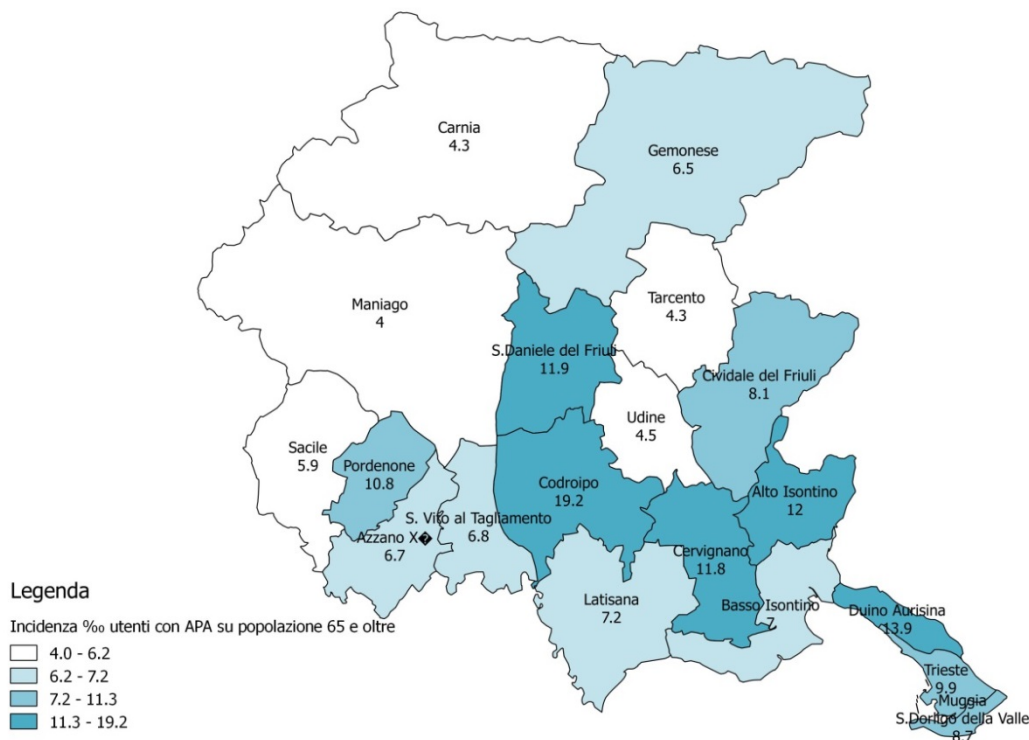 Carnia
4.3
Gemonese
6.5
Maniago
4
Tarcento
4.3
S.Daniele del Friuli
11.9
Cividale del Friuli
8.1
Udine
4.5
Sacile
5.9
Pordenone
10.8
Codroipo
19.2
Alto Isontino
12
S. Vito al Tagliamento
6.8
Azzano X�
6.7
Cervignano
11.8
Latisana
7.2
Basso Isontino
7
Duino Aurisina
13.9
Trieste
9.9
Muggia
S.Dorligo della Valle
8.7
Legenda
Incidenza ‰ utenti con APA su popolazione 65 e oltre
4.0 - 6.2
6.2 - 7.2
7.2 - 11.3
11.3 - 19.2